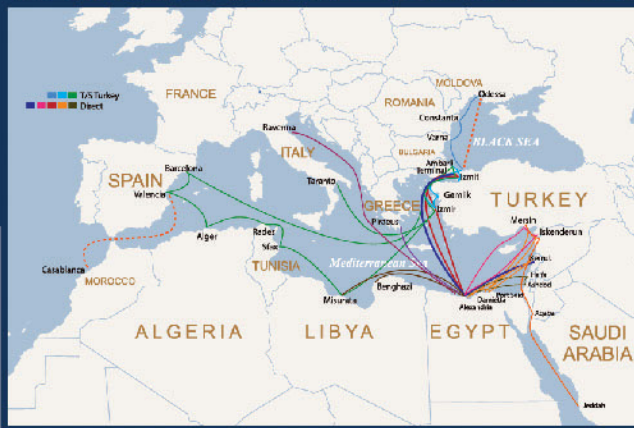 T/S Turkey
Direct
FRANCE
MOLDOVA
Odessa
ROMANIA
Constanta
Varna
BLACK SEA
BULGARIA
Ravenna
ITALY
Ambarli
Terminal
Izmit
Barcelona
SPAIN
Valencia
Taranto
GREECE
Gemlik
Izmir
TURKEY
Piraeus
Mersin
Iskenderun
Alger
Rades
Sfax
TUNISIA
Mediterranean Sea
Beirut
Casablanca
MOROCCO
Misurata
Benghazi
Damietta
Alexandria
Portsaid
Ashdod
Aqaba
ALGERIA
LIBYA
EGYPT
SAUDI
ARABIA
Jeddah